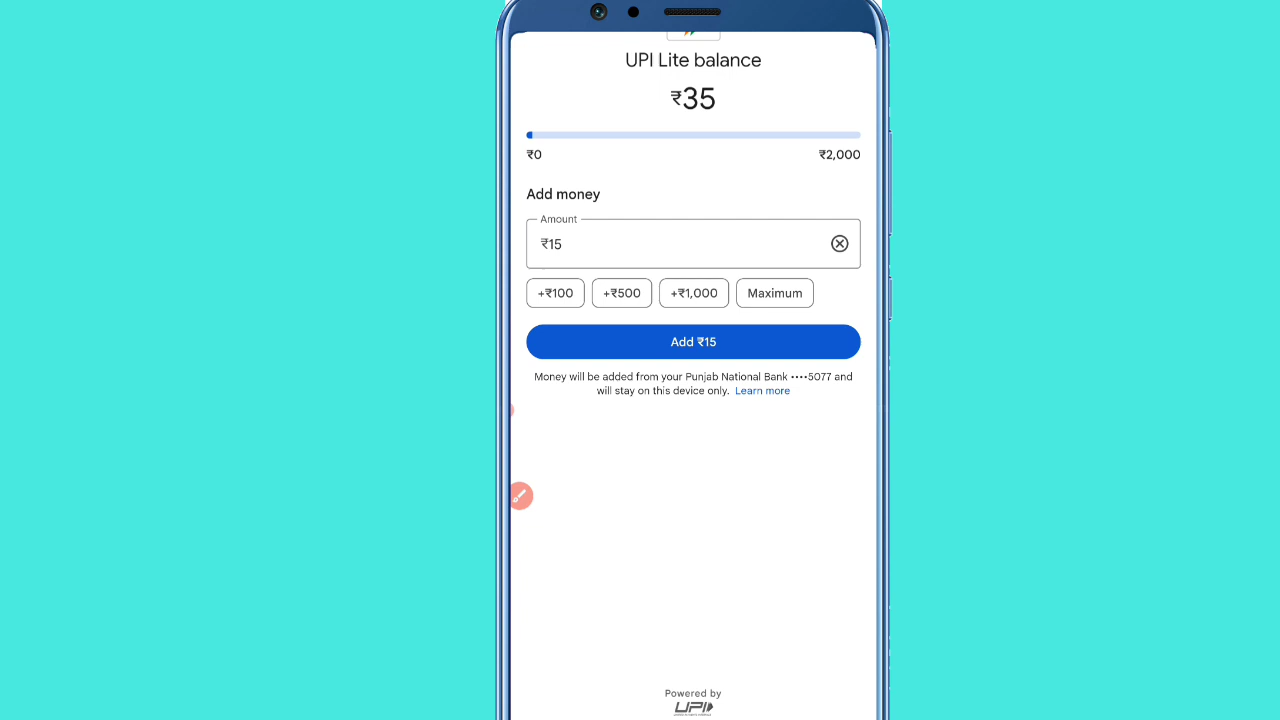 UPI Lite balance
₹35
₹0 ₹2,000
Add money
Amount
₹15
+₹100 +₹500 +₹1,000 Maximum
Add ₹15
Money will be added from your Punjab National Bank ••••5077 and
will stay on this device only. Learn more
Powered by
UPI